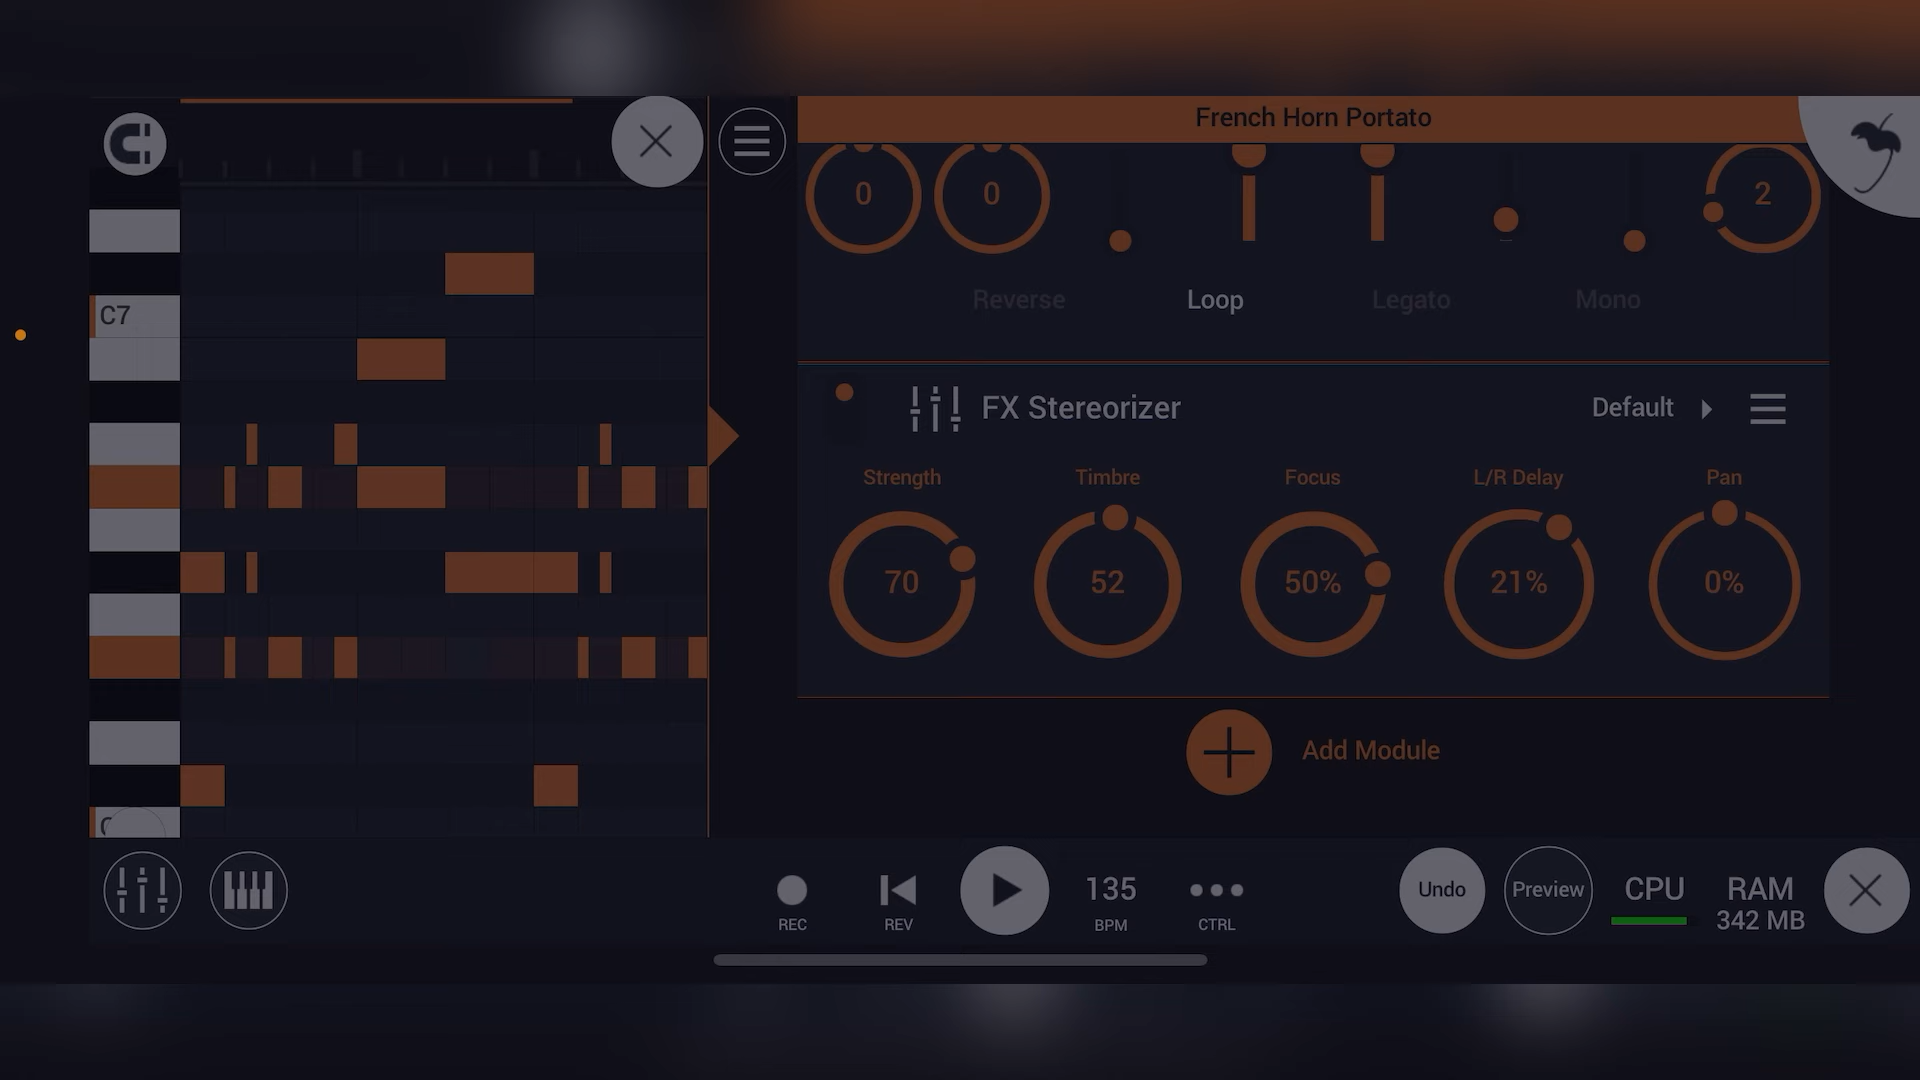 French Horn Portato
0 0 2
C7
Reverse Loop Legato Mono
FX Stereorizer Default
Strength Timbre Focus L/R Delay Pan
70 52 50% 21% 0%
Add Module
135 Undo Preview CPU RAM
REC REV BPM CTRL 342 MB